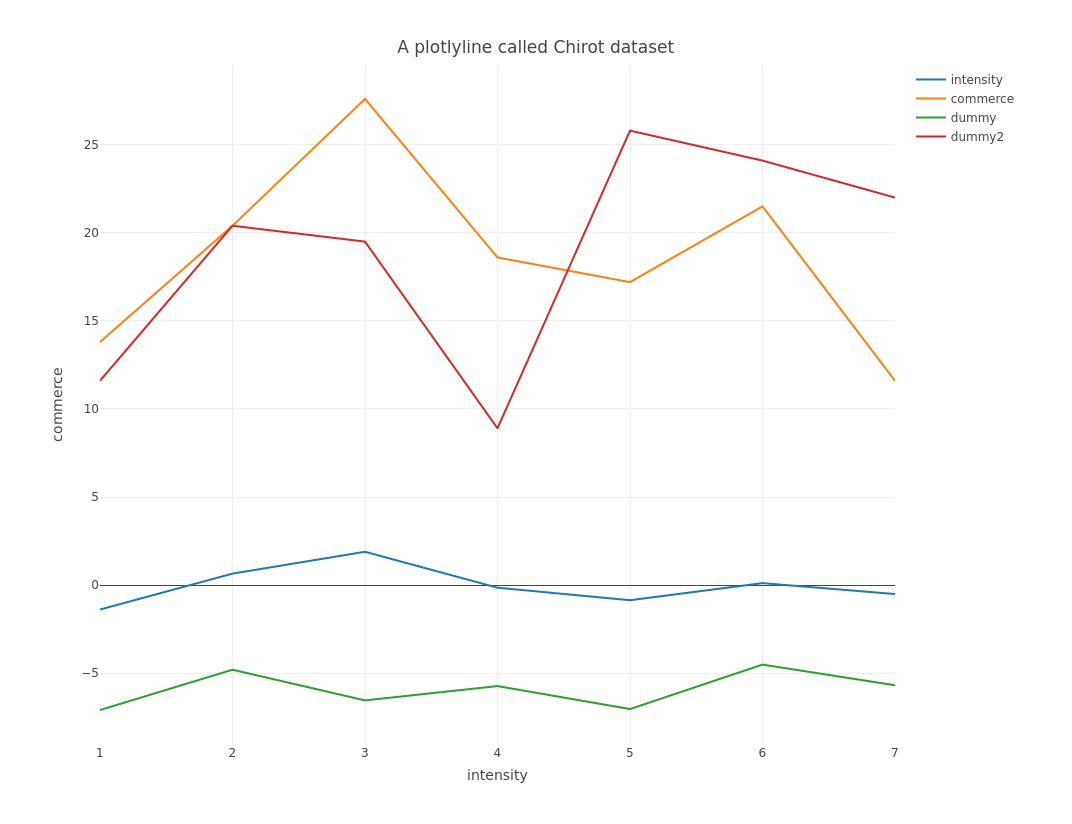 A plotlyline called Chirot dataset
intensity
commerce
dummy
dummy2
25
20
15
10
5
0
−5
commerce
1 2 3 4 5 6 7
intensity